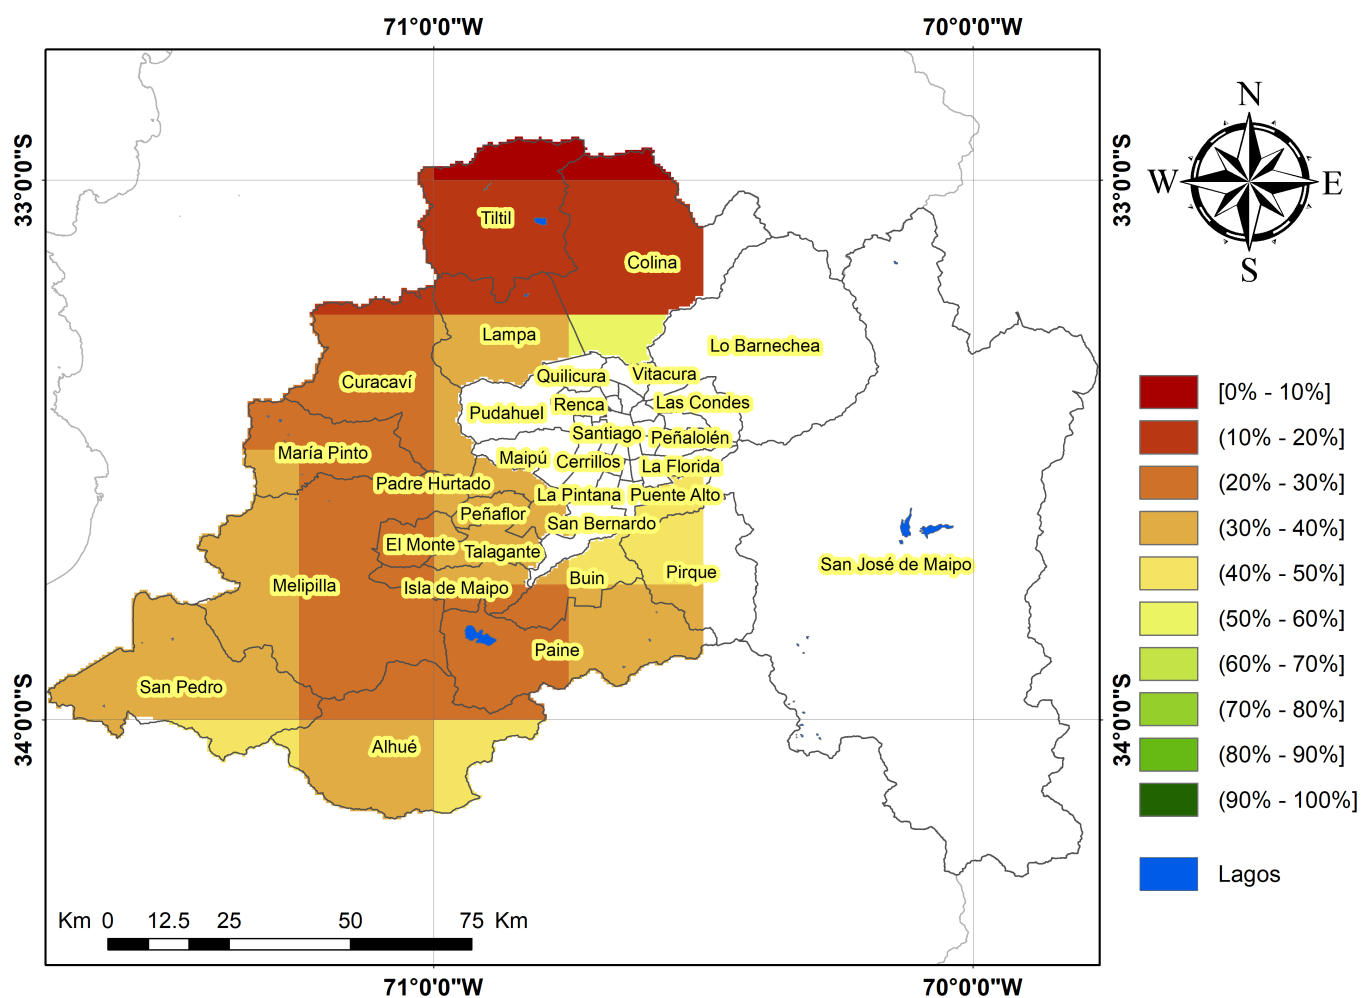 71°0'0"W 70°0'0"W
33°0'0"S
33°0'0"S
N
W
E
S
Tiltil
Colina
Lampa
Lo Barnechea
Curacaví
Quilicura
Vitacura
Pudahuel
Renca
Las Condes
Santiago
Peñalolén
María Pinto
Maipú
Cerrillos
La Florida
Padre Hurtado
La Pintana
Puente Alto
Peñaflor
San Bernardo
El Monte
Talagante
San José de Maipo
Melipilla
Isla de Maipo
Buin
Pirque
Paine
San Pedro
Alhué
34°0'0"S
34°0'0"S
[0% - 10%]
(10% - 20%]
(20% - 30%]
(30% - 40%]
(40% - 50%]
(50% - 60%]
(60% - 70%]
(70% - 80%]
(80% - 90%]
(90% - 100%]
Lagos
Km 0 12.5 25 50 75 Km
71°0'0"W 70°0'0"W